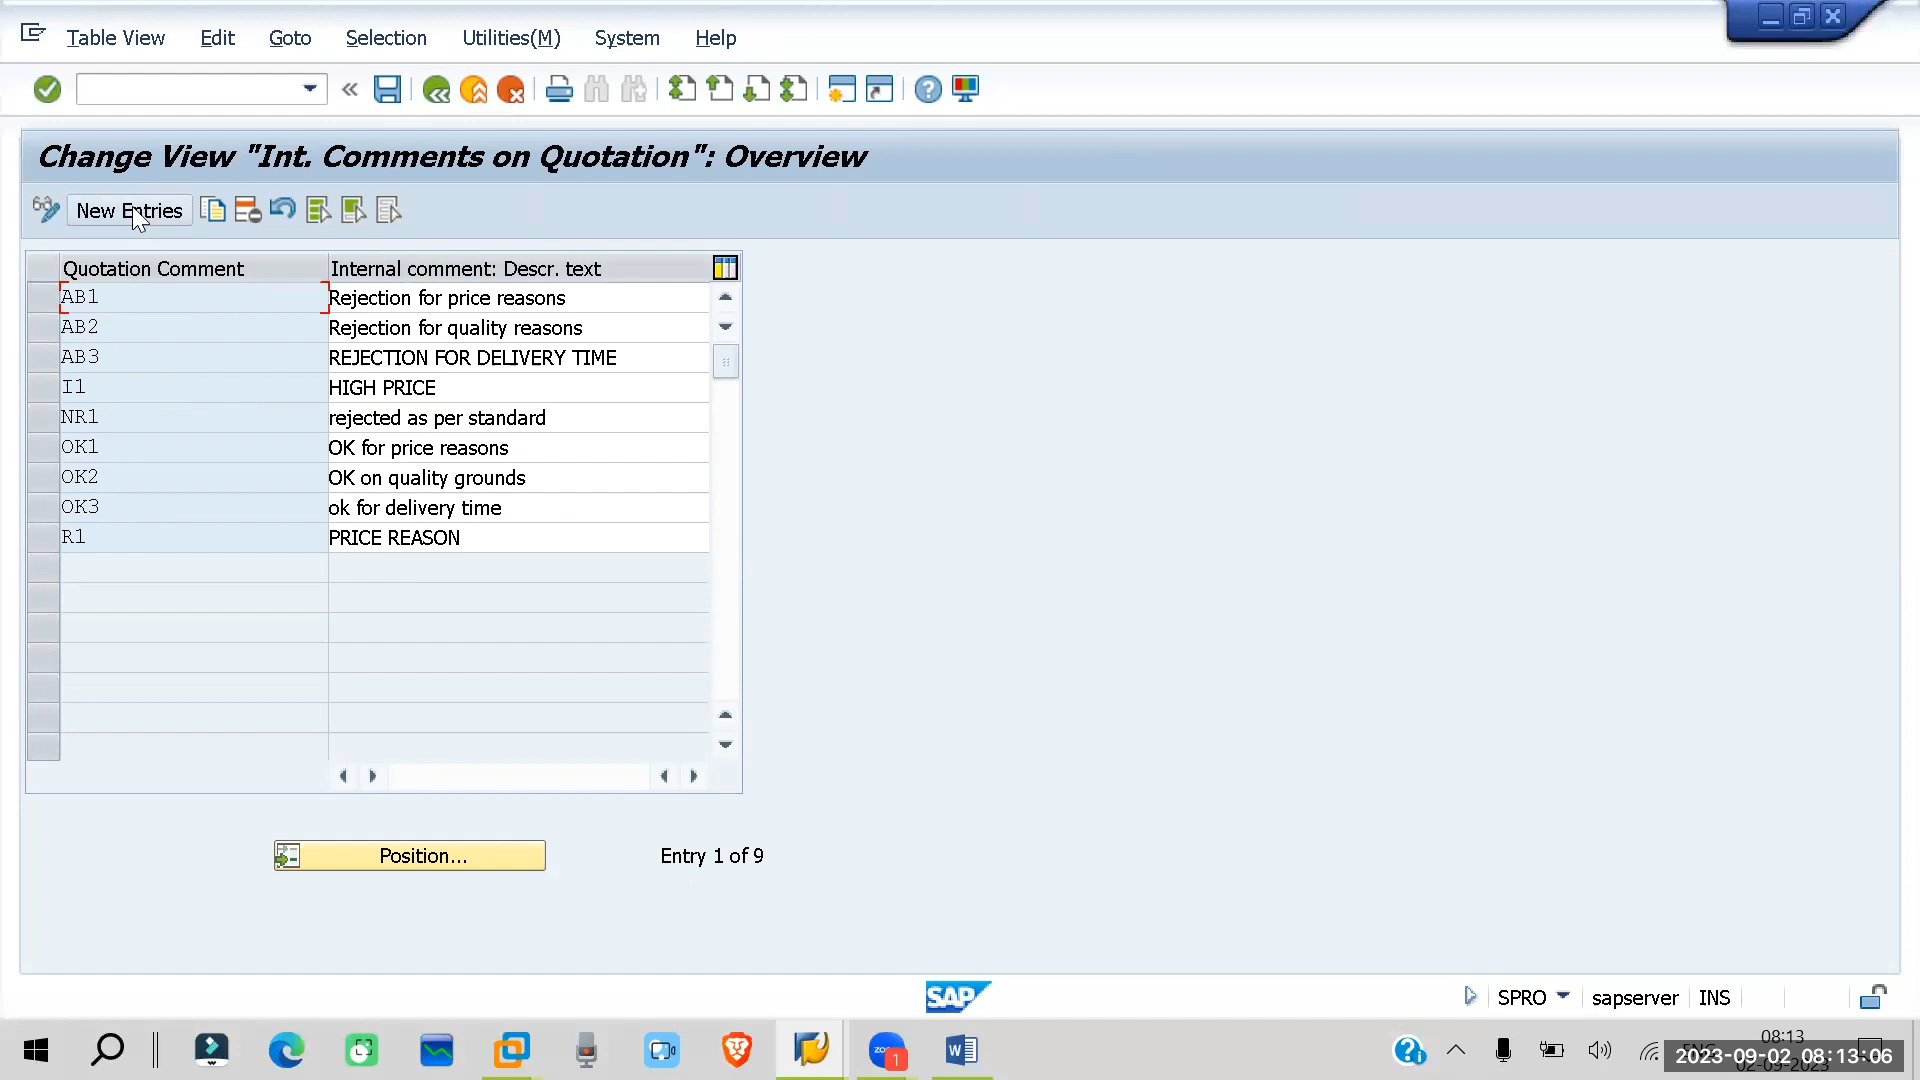 Table View Edit Goto Selection Utilities(M) System Help
Change View "Int. Comments on Quotation": Overview
New Entries
Quotation Comment Internal comment: Descr. text
AB1 Rejection for price reasons
AB2 Rejection for quality reasons
AB3 REJECTION FOR DELIVERY TIME
I1 HIGH PRICE
NR1 rejected as per standard
OK1 OK for price reasons
OK2 OK on quality grounds
OK3 ok for delivery time
R1 PRICE REASON
Position... Entry 1 of 9
SAP SPRO sapserver INS
08:13
2023-09-02 08:13:06
02-09-2023